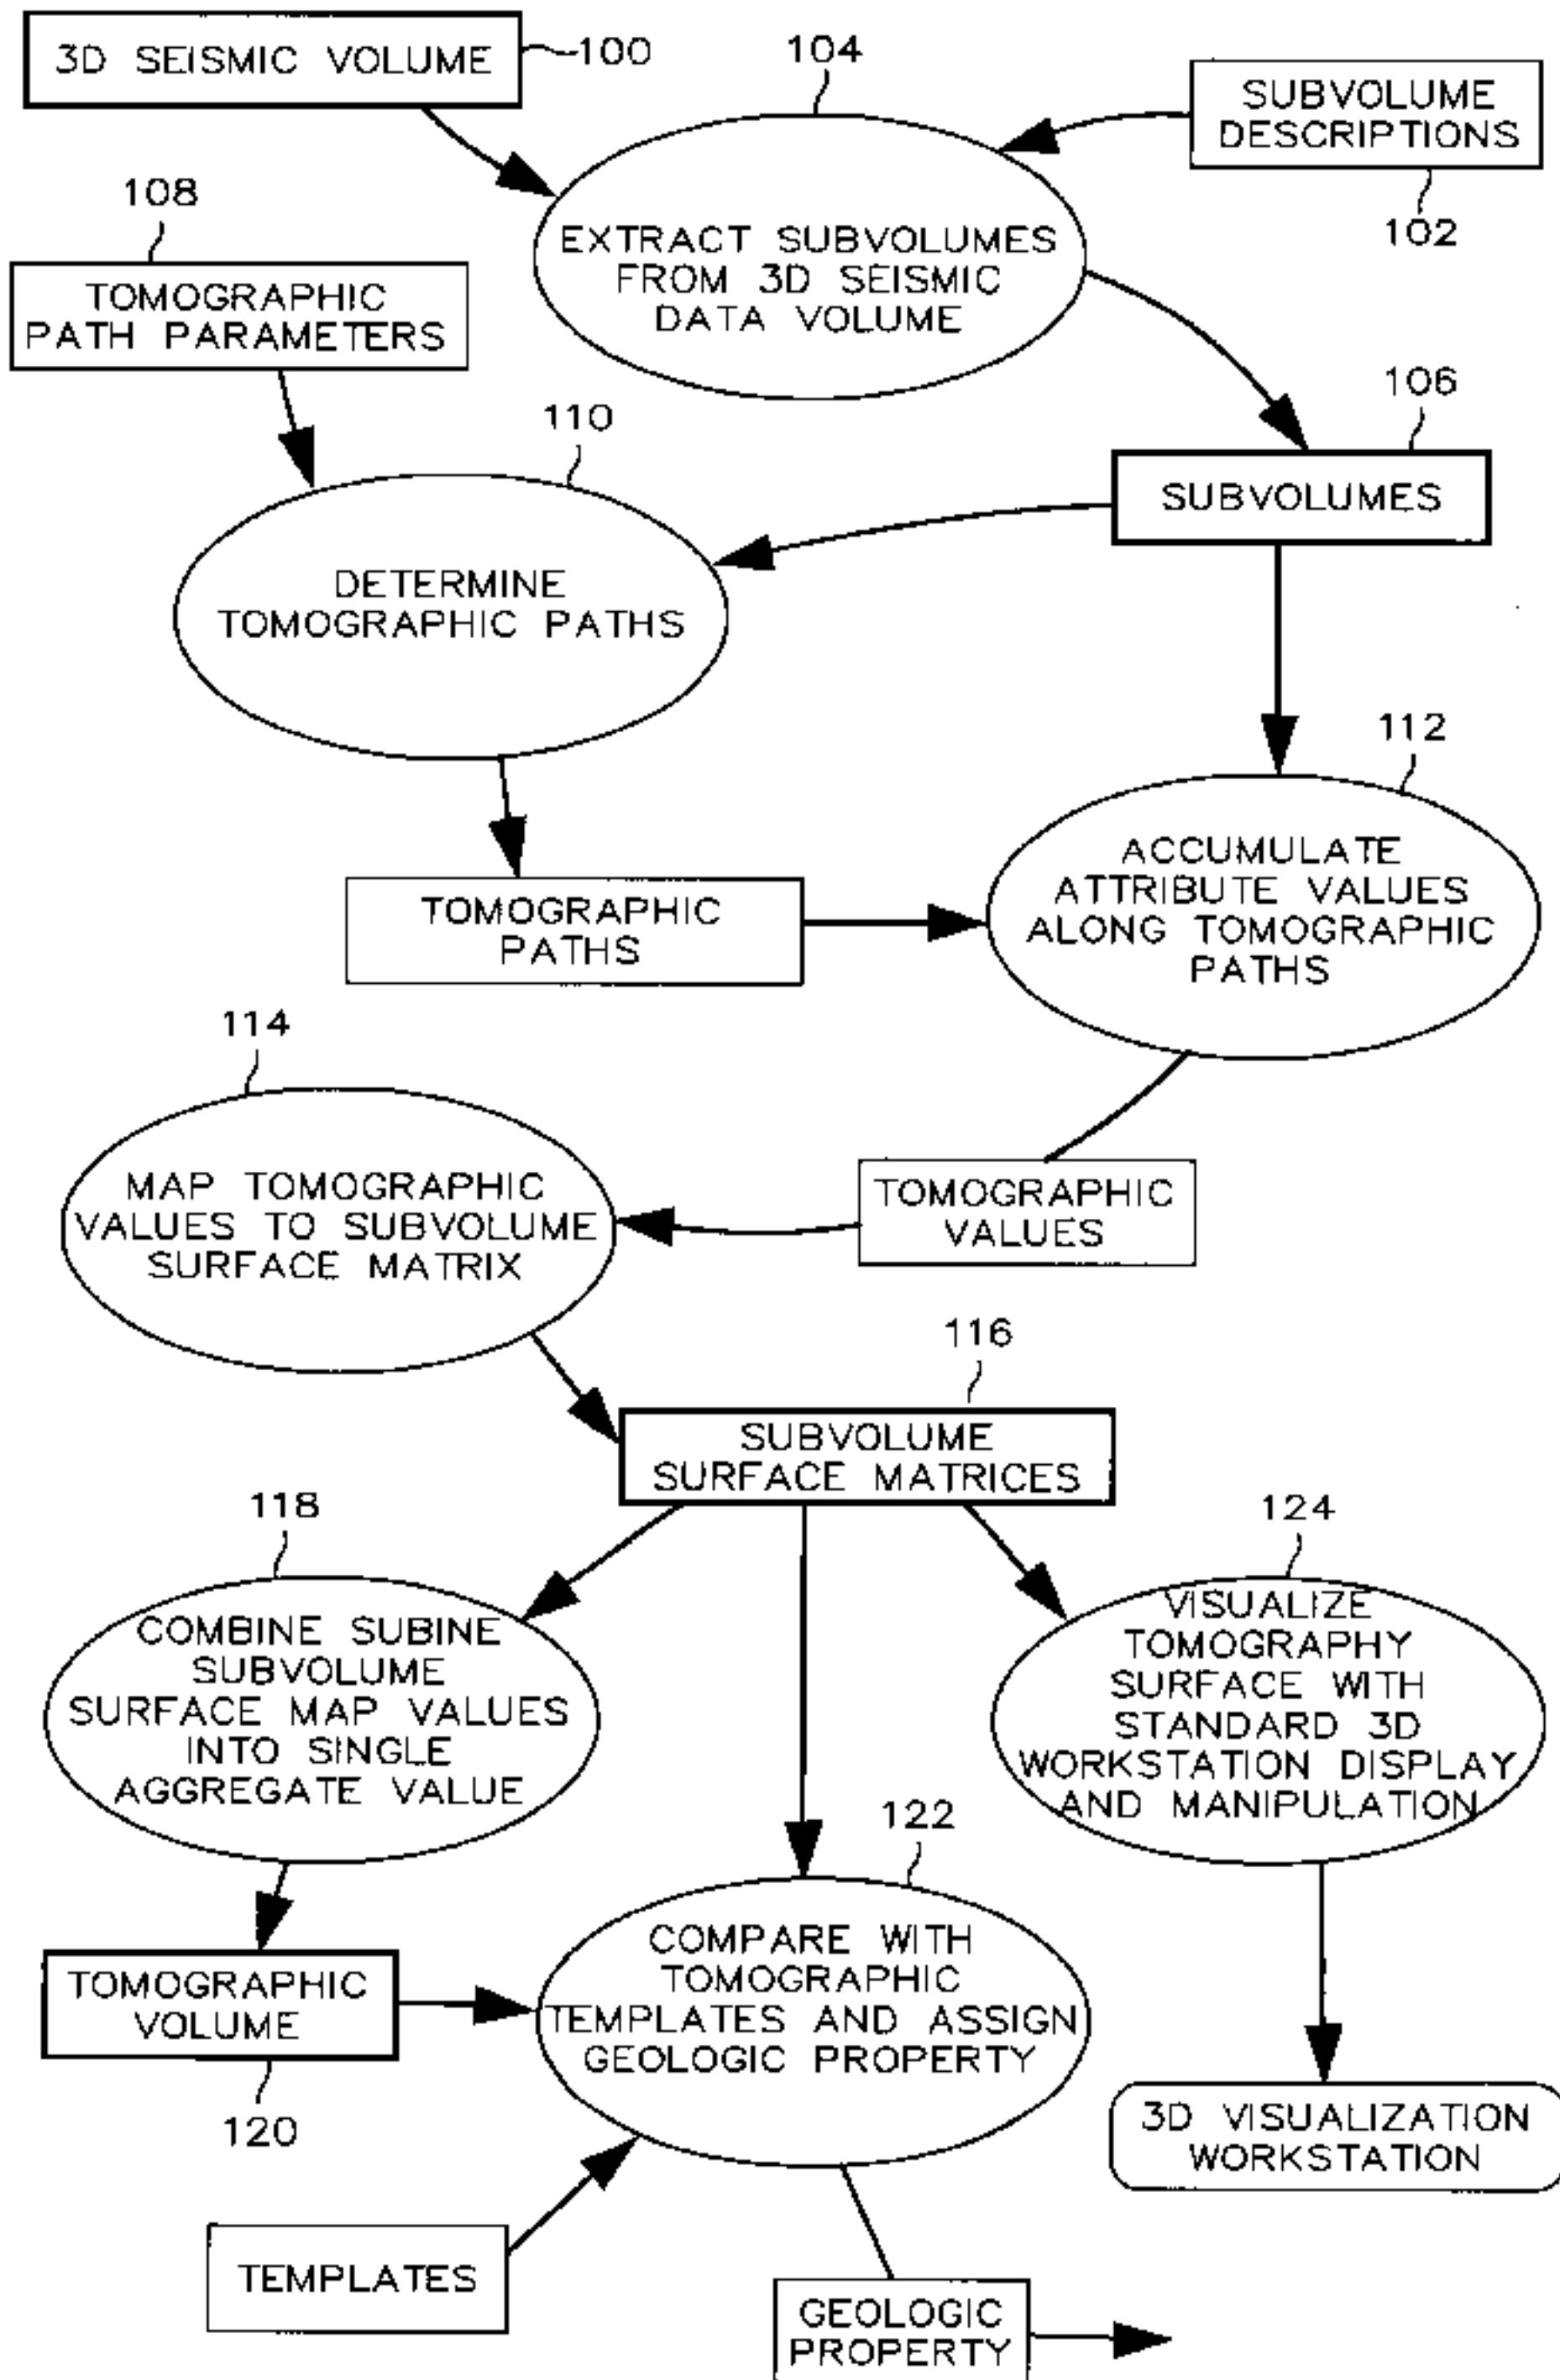 3D SEISMIC VOLUME
100
104
SUBVOLUME
DESCRIPTIONS
102
108
EXTRACT SUBVOLUMES
FROM 3D SEISMIC
DATA VOLUME
TOMOGRAPHIC
PATH PARAMETERS
106
110
SUBVOLUMES
DETERMINE
TOMOGRAPHIC PATHS
112
ACCUMULATE
ATTRIBUTE VALUES
ALONG TOMOGRAPHIC
PATHS
TOMOGRAPHIC
PATHS
114
MAP TOMOGRAPHIC
VALUES TO SUBVOLUME
SURFACE MATRIX
TOMOGRAPHIC
VALUES
116
SUBVOLUME
SURFACE MATRICES
118
124
COMBINE SUBINE
SUBVOLUME
SURFACE MAP VALUES
INTO SINGLE
AGGREGATE VALUE
VISUALIZE
TOMOGRAPHY
SURFACE WITH
STANDARD 3D
WORKSTATION DISPLAY
AND MANIPULATION
122
COMPARE WITH
TOMOGRAPHIC
TEMPLATES AND ASSIGN
GEOLOGIC PROPERTY
TOMOGRAPHIC
VOLUME
120
3D VISUALIZATION
WORKSTATION
TEMPLATES
GEOLOGIC
PROPERTY